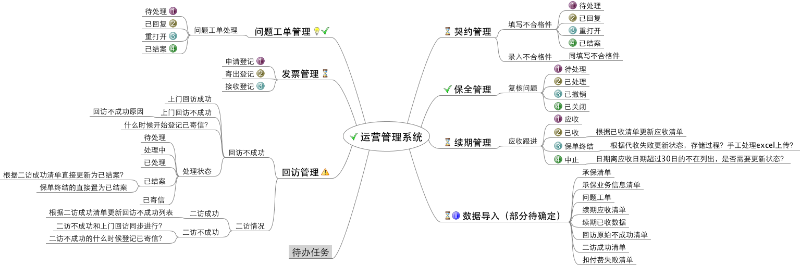 运营管理系统
问题工单管理
问题工单处理
待处理
已回复
重打开
已结案
发票管理
申请登记
寄出登记
接收登记
回访管理
回访不成功
上门回访成功
上门回访不成功
回访不成功原因
什么时候开始登记已寄信?
处理状态
待处理
处理中
已处理
已结案
根据二访成功清单直接更新为已结案?
保单终结的直接置为已结案
已寄信
二访情况
二访成功
根据二访成功清单更新回访不成功列表
二访不成功
二访不成功和上门回访同步进行?
二访不成功的什么时候登记已寄信?
待办任务
契约管理
填写不合格件
待处理
已回复
重打开
已结案
录入不合格件
同填写不合格件
保全管理
复核问题
待处理
已处理
已撤销
已关闭
续期管理
应收跟进
应收
已收
根据已收清单更新应收清单
保单终结
根据代收失败更新状态,存储过程?手工处理excel上传?
中止
日期离应收日期超过30日的不在列出,是否需要更新状态?
数据导入(部分待确定)
承保清单
承保业务信息清单
问题工单
续期应收清单
续期已收数据
回访原始不成功清单
二访成功清单
扣付费失败清单